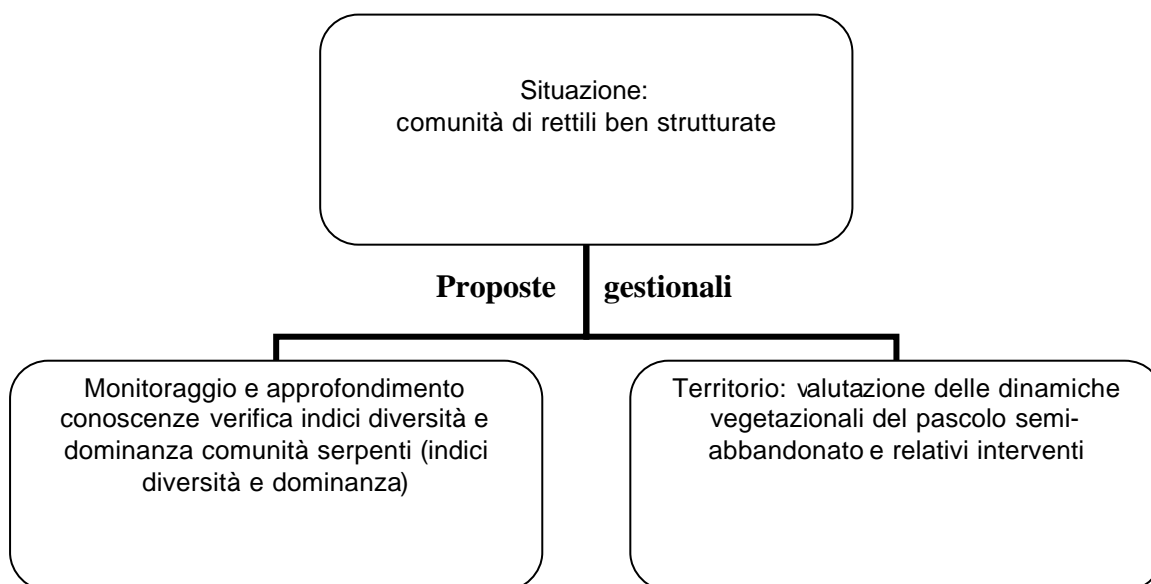 Situazione:
comunità di rettili ben strutturate
Proposte gestionali
Monitoraggio e approfondimento
conoscenze verifica indici diversità e
dominanza comunità serpenti (indici
diversità e dominanza)
Territorio: valutazione delle dinamiche
vegetazionali del pascolo semi-
abbandonato e relativi interventi